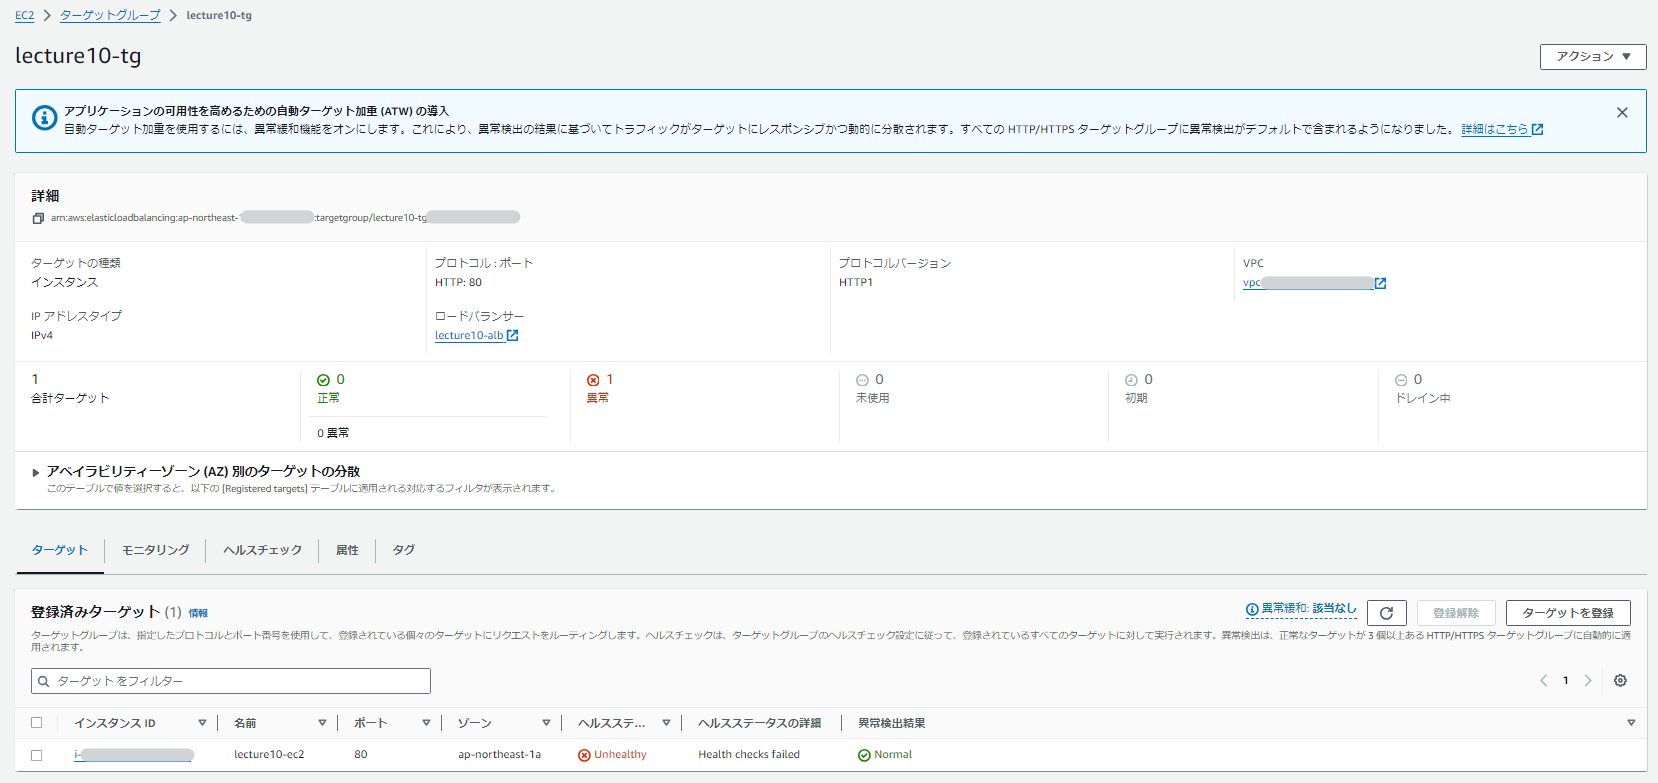 EC2 > ターゲットグループ > lecture10-tg
lecture10-tg
アクション ▼
アプリケーションの可用性を高めるための自動ターゲット加重 (ATW) の導入
自動ターゲット加重を使用するには、異常緩和機能をオンにします。これにより、異常検出の結果に基づいてトラフィックがターゲットにレスポンシブかつ動的に分散されます。すべての HTTP/HTTPS ターゲットグループに異常検出がデフォルトで含まれるようになりました。 詳細はこちら
詳細
arn:aws:elasticloadbalancing:ap-northeast-1 :targetgroup/lecture10-tg
ターゲットの種類
インスタンス
プロトコル : ポート
HTTP: 80
プロトコルバージョン
HTTP1
VPC
vpc
IP アドレスタイプ
IPv4
ロードバランサー
lecture10-alb
1
合計ターゲット
0
正常
0 異常
1
異常
0
未使用
0
初期
0
ドレイン中
アベイラビリティーゾーン (AZ) 別のターゲットの分散
このテーブルで値を選択すると、以下の [Registered targets] テーブルに適用される対応するフィルタが表示されます。
ターゲット モニタリング ヘルスチェック 属性 タグ
登録済みターゲット (1) 情報
異常緩和: 該当なし
登録解除
ターゲットを登録
ターゲットグループは、指定したプロトコルとポート番号を使用して、登録されている個々のターゲットにリクエストをルーティングします。ヘルスチェックは、ターゲットグループのヘルスチェック設定に従って、登録されているすべてのターゲットに対して実行されます。異常検出は、正常なターゲットが 3 個以上ある HTTP/HTTPS ターゲットグループに自動的に適
用されます。
ターゲット をフィルター
1
インスタンス ID 名前 ポート ゾーン ヘルスステ... ヘルスステータスの詳細 異常検出結果
i- lecture10-ec2 80 ap-northeast-1a Unhealthy Health checks failed Normal